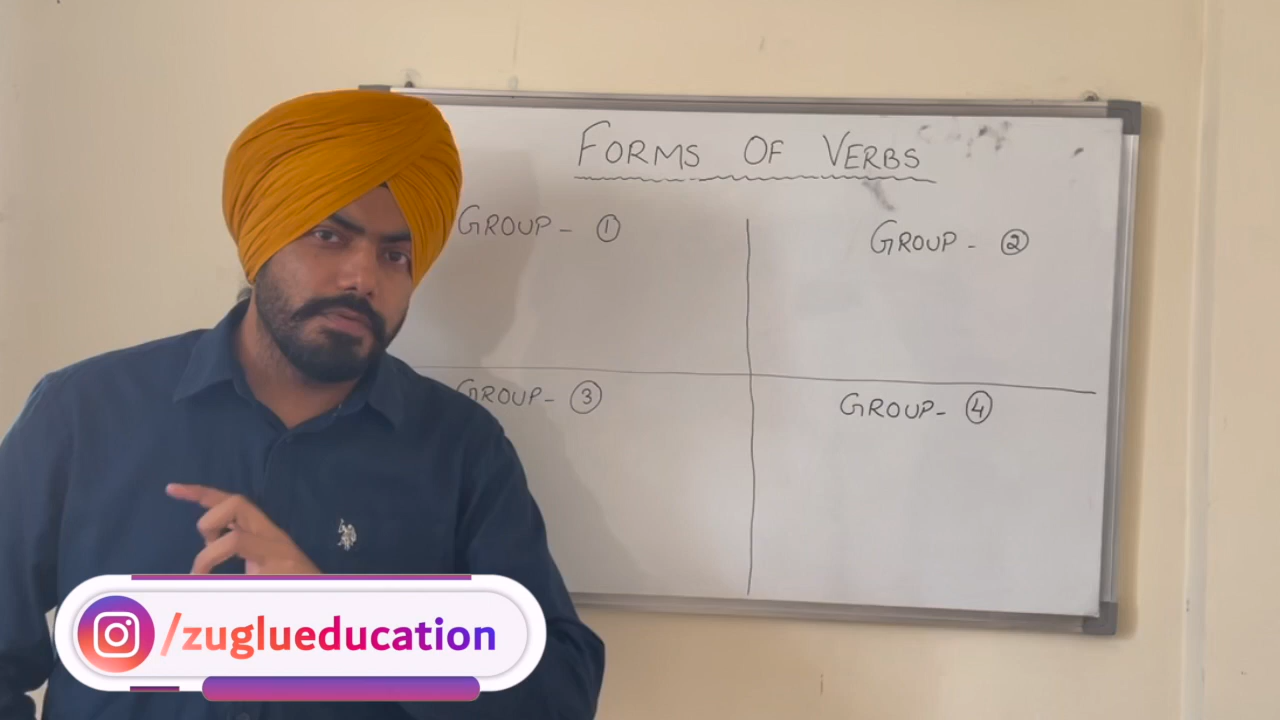 FORMS OF VERBS
GROUP - ①
GROUP - ②
GROUP - ③
GROUP - ④
/zuglueducation